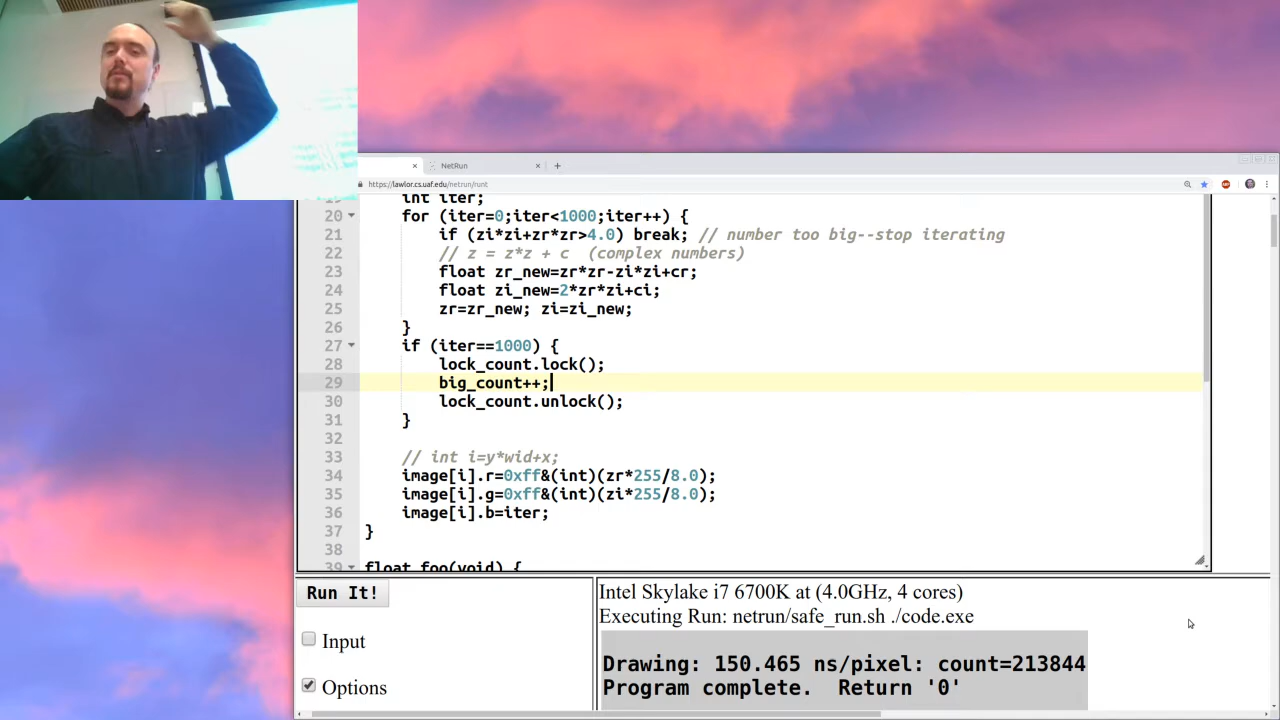 NetRun
https://lawlor.cs.uaf.edu/netrun/runt
19 int iter;
20 for (iter=0;iter<1000;iter++) {
21 if (zi*zi+zr*zr>4.0) break; // number too big--stop iterating
22 // z = z*z + c  (complex numbers)
23 float zr_new=zr*zr-zi*zi+cr;
24 float zi_new=2*zr*zi+ci;
25 zr=zr_new; zi=zi_new;
26 }
27 if (iter==1000) {
28 lock_count.lock();
29 big_count++;
30 lock_count.unlock();
31 }
32
33 // int i=y*wid+x;
34 image[i].r=0xff&(int)(zr*255/8.0);
35 image[i].g=0xff&(int)(zi*255/8.0);
36 image[i].b=iter;
37 }
38
39 float foo(void) {
Run It!
Input
Options
Intel Skylake i7 6700K at (4.0GHz, 4 cores)
Executing Run: netrun/safe_run.sh ./code.exe
Drawing: 150.465 ns/pixel: count=213844
Program complete.  Return '0'